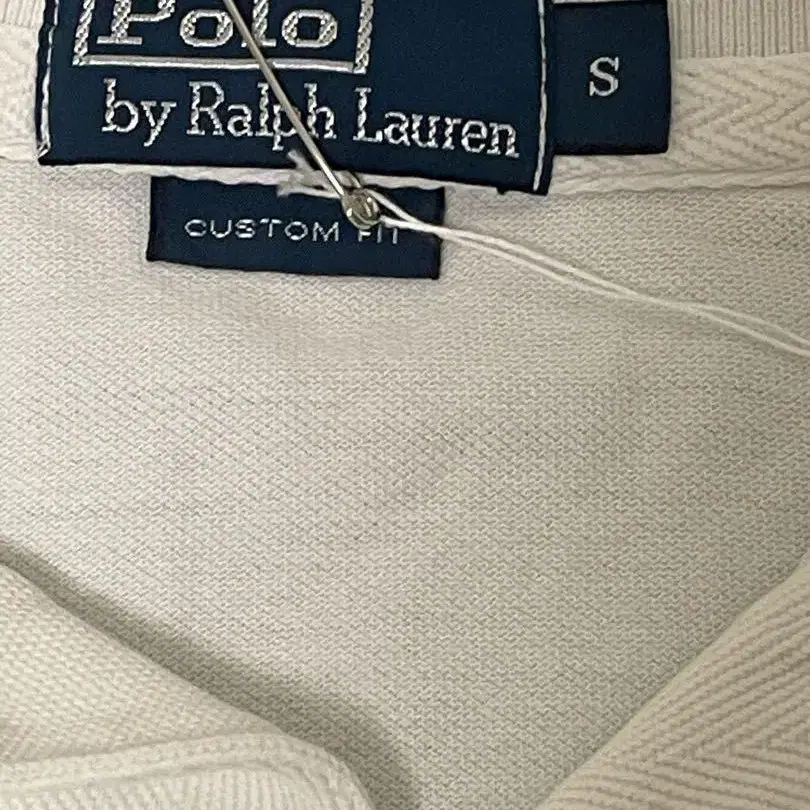 Polo
by Ralph Lauren
S
CUSTOM FIT